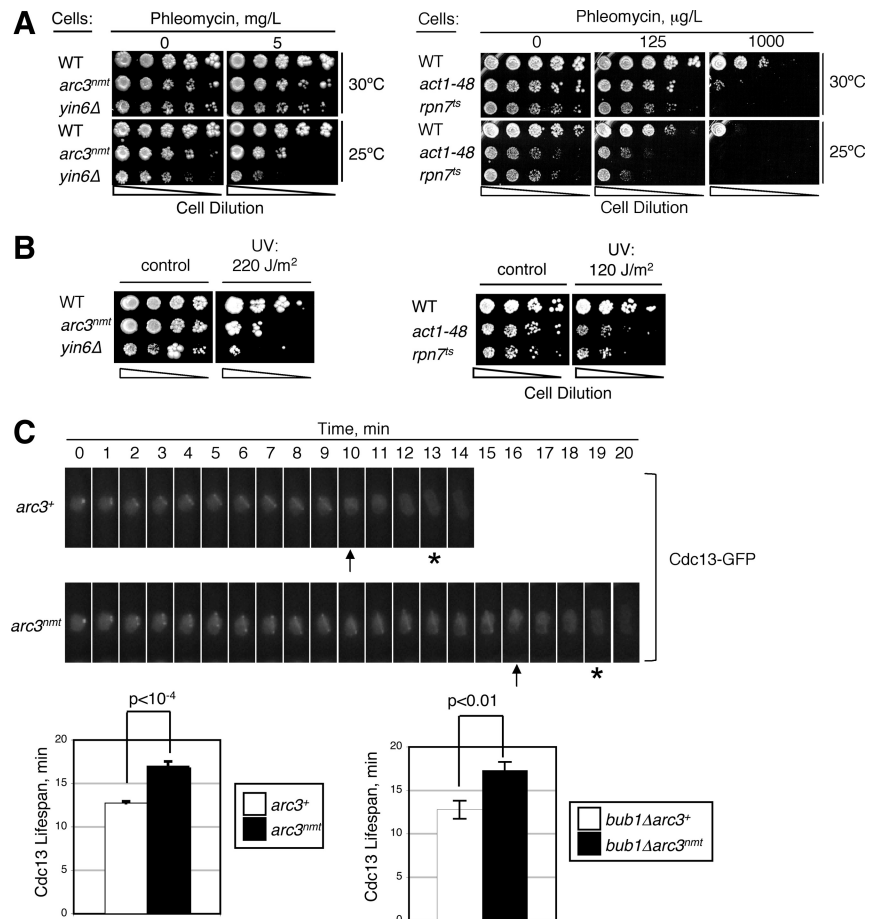 A
Cells:
Phleomycin, mg/L
0 5
WT
arc3ⁿᵐᵗ
yin6Δ
30ºC
WT
arc3ⁿᵐᵗ
yin6Δ
25ºC
Cell Dilution
Cells:
Phleomycin, μg/L
0 125 1000
WT
act1-48
rpn7ᵗˢ
30ºC
WT
act1-48
rpn7ᵗˢ
25ºC
Cell Dilution
B
control
UV:
220 J/m²
WT
arc3ⁿᵐᵗ
yin6Δ
control
UV:
120 J/m²
WT
act1-48
rpn7ᵗˢ
Cell Dilution
C
Time, min
0 1 2 3 4 5 6 7 8 9 10 11 12 13 14 15 16 17 18 19 20
arc3⁺
*
Cdc13-GFP
arc3ⁿᵐᵗ
*
p<10⁻⁴
Cdc13 Lifespan, min
20
15
10
5
0
arc3⁺
arc3ⁿᵐᵗ
p<0.01
Cdc13 Lifespan, min
20
15
10
5
0
bub1Δarc3⁺
bub1Δarc3ⁿᵐᵗ